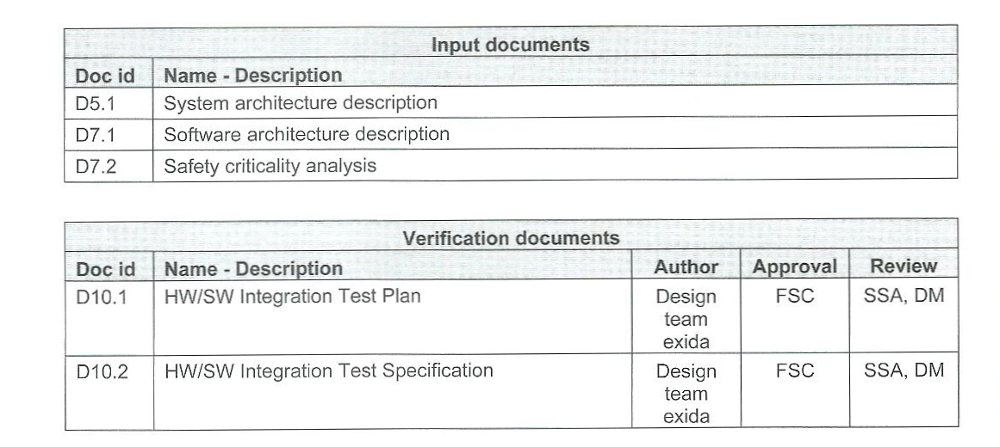 Input documents
Doc id Name - Description
D5.1 System architecture description
D7.1 Software architecture description
D7.2 Safety criticality analysis
Verification documents
Doc id Name - Description Author Approval Review
D10.1 HW/SW Integration Test Plan Design team exida FSC SSA, DM
D10.2 HW/SW Integration Test Specification Design team exida FSC SSA, DM